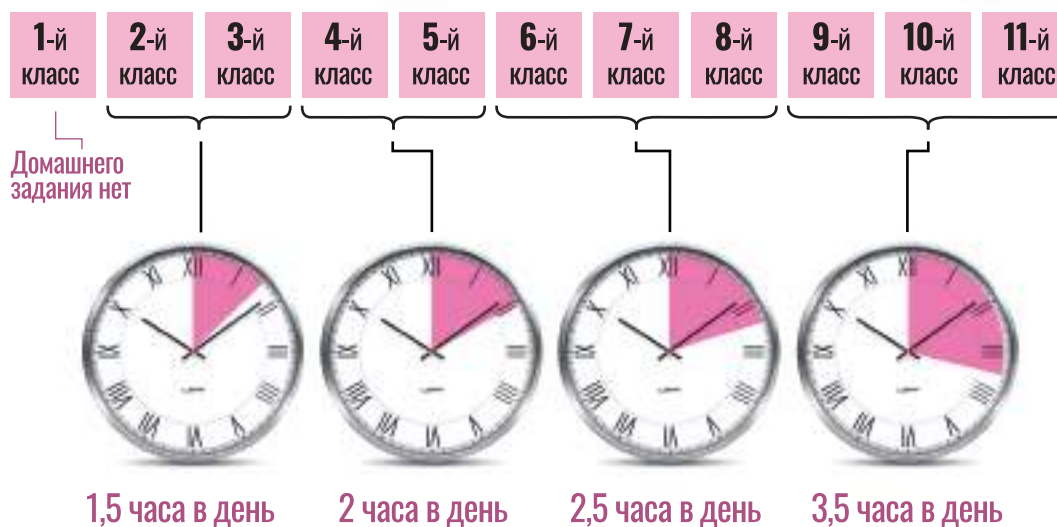 1-й
класс
2-й
класс
3-й
класс
4-й
класс
5-й
класс
6-й
класс
7-й
класс
8-й
класс
9-й
класс
10-й
класс
11-й
класс
Домашнего
задания нет
1,5 часа в день
2 часа в день
2,5 часа в день
3,5 часа в день